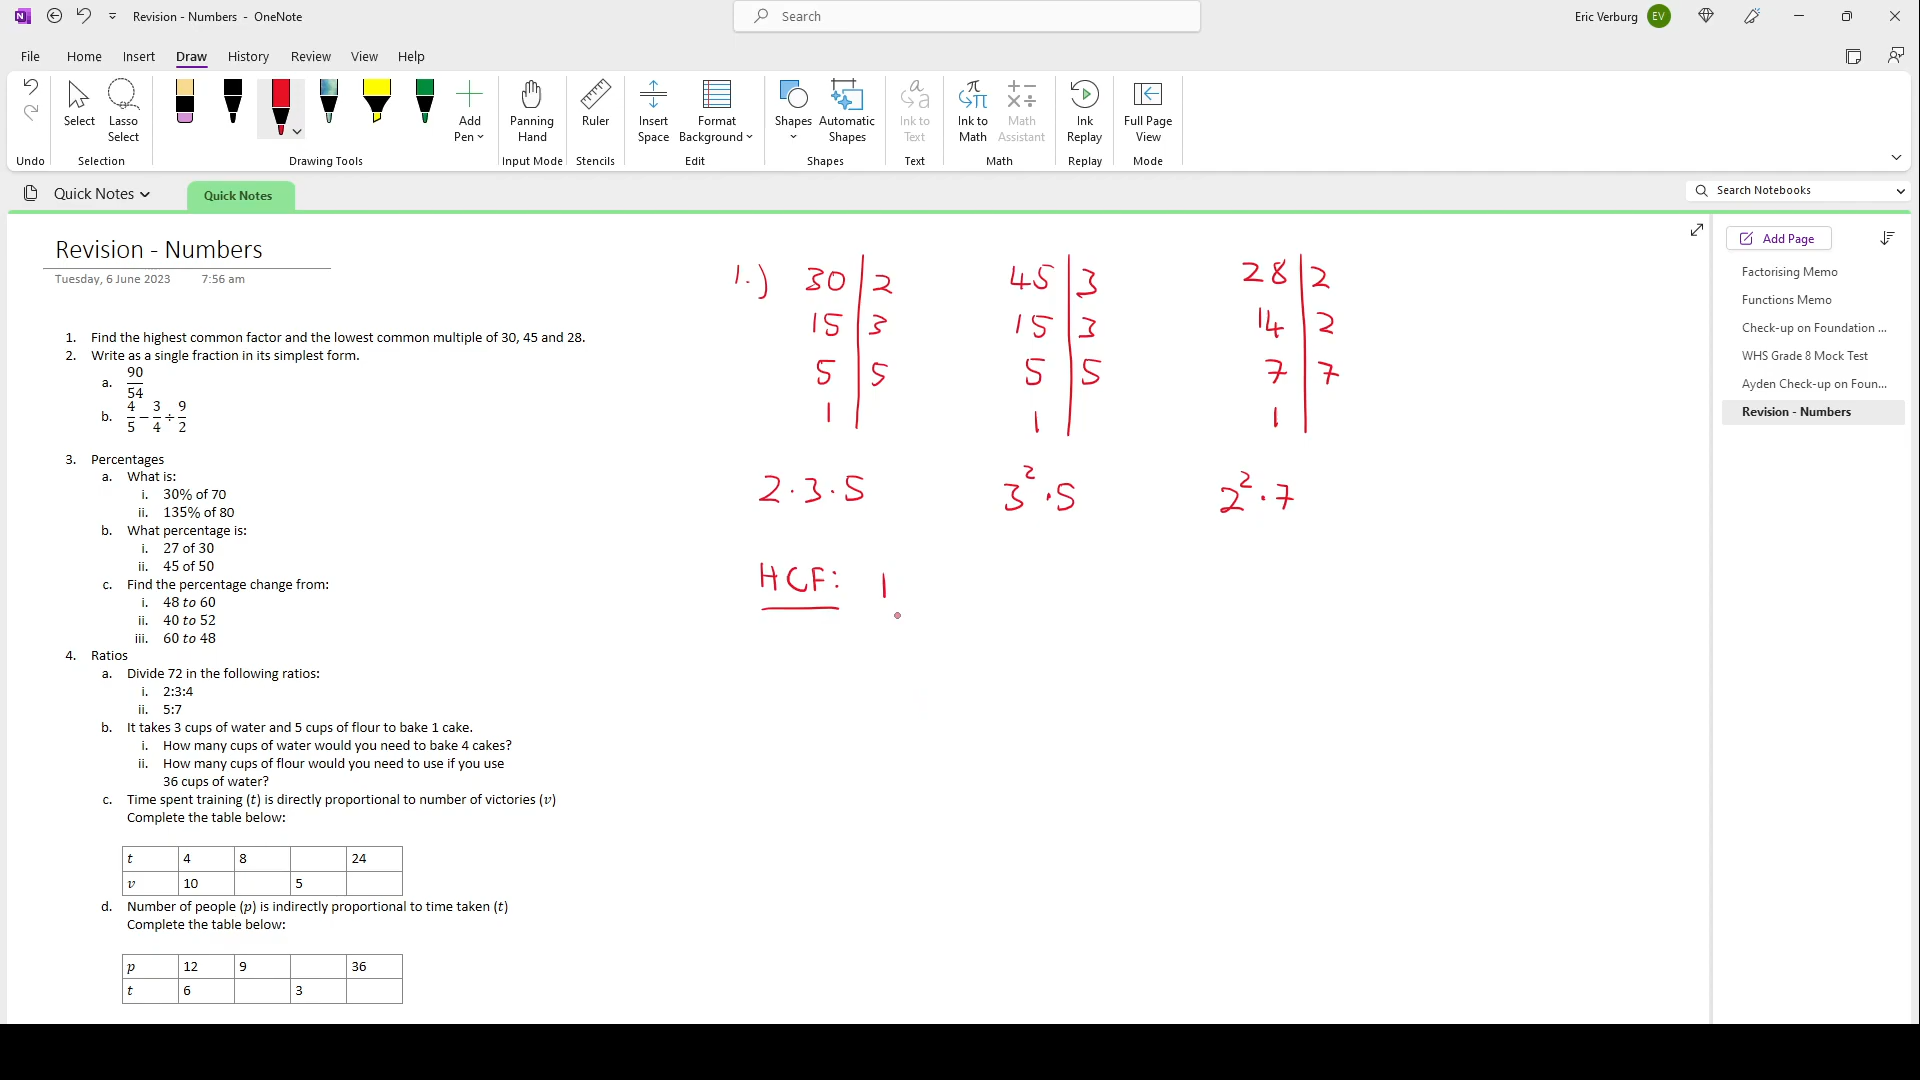 Revision - Numbers - OneNote
Search
Eric Verburg EV
File Home Insert Draw History Review View Help
Undo
Select
Lasso Select
Selection
Drawing Tools
Add Pen
Panning Hand
Input Mode
Ruler
Stencils
Insert Space
Format Background
Edit
Shapes
Automatic Shapes
Shapes
Ink to Text
Text
Ink to Math
Math Assistant
Math
Ink Replay
Replay
Full Page View
Mode
Quick Notes
Quick Notes
Search Notebooks
Revision - Numbers
Tuesday, 6 June 2023 7:56 am
1. Find the highest common factor and the lowest common multiple of 30, 45 and 28.
2. Write as a single fraction in its simplest form.
a. 90/54
b. 4/5 − 3/4 ÷ 9/2
3. Percentages
a. What is:
i. 30% of 70
ii. 135% of 80
b. What percentage is:
i. 27 of 30
ii. 45 of 50
c. Find the percentage change from:
i. 48 to 60
ii. 40 to 52
iii. 60 to 48
4. Ratios
a. Divide 72 in the following ratios:
i. 2:3:4
ii. 5:7
b. It takes 3 cups of water and 5 cups of flour to bake 1 cake.
i. How many cups of water would you need to bake 4 cakes?
ii. How many cups of flour would you need to use if you use
36 cups of water?
c. Time spent training (t) is directly proportional to number of victories (v)
Complete the table below:
t 4 8 24
v 10 5
d. Number of people (p) is indirectly proportional to time taken (t)
Complete the table below:
p 12 9 36
t 6 3
1.) 30 | 2 45 | 3 28 | 2
15 | 3 15 | 3 14 | 2
5 | 5 5 | 5 7 | 7
1 | 1 | 1 |
2 · 3 · 5 3² · 5 2² · 7
HCF: 1
Add Page
Factorising Memo
Functions Memo
Check-up on Foundation ...
WHS Grade 8 Mock Test
Ayden Check-up on Foun...
Revision - Numbers